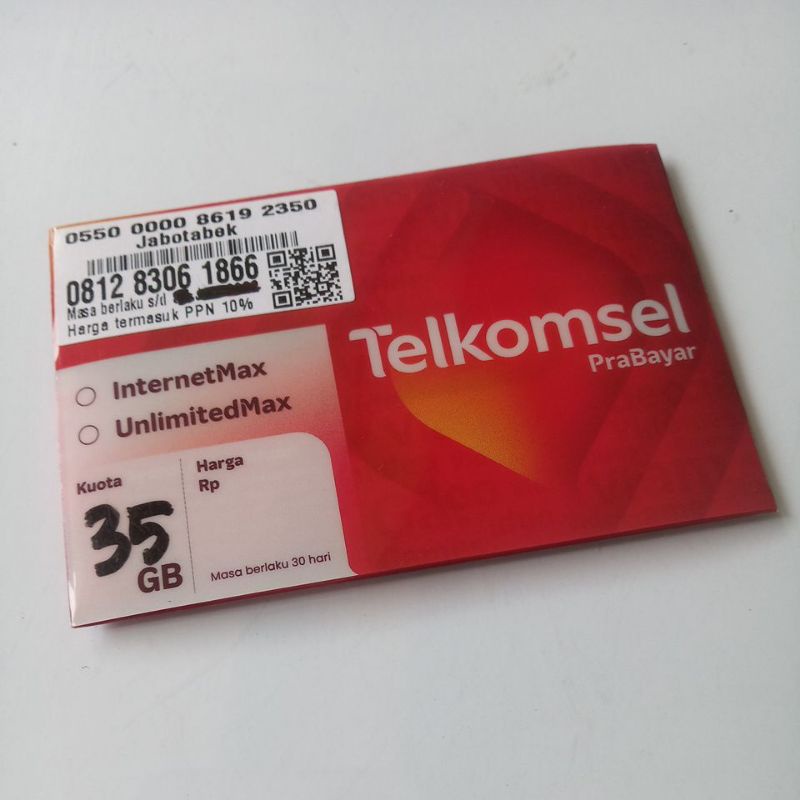 0550 0000 8619 2350
Jabotabek
0812 8306 1866
Masa berlaku s/d
Harga termasuk PPN 10%
Telkomsel
PraBayar
InternetMax
UnlimitedMax
Kuota
35
GB
Harga
Rp
Masa berlaku 30 hari